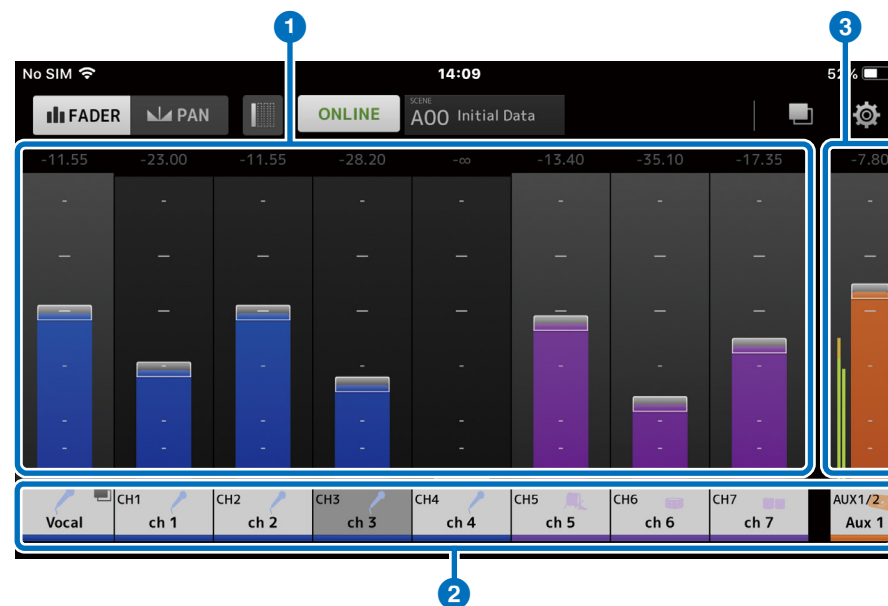 1
3
No SIM 14:09 52%
FADER PAN ONLINE SCENE A00 Initial Data
-11.55 -23.00 -11.55 -28.20 -∞ -13.40 -35.10 -17.35 -7.80
CH1 CH2 CH3 CH4 CH5 CH6 CH7 AUX1/2
Vocal ch 1 ch 2 ch 3 ch 4 ch 5 ch 6 ch 7 Aux 1
2